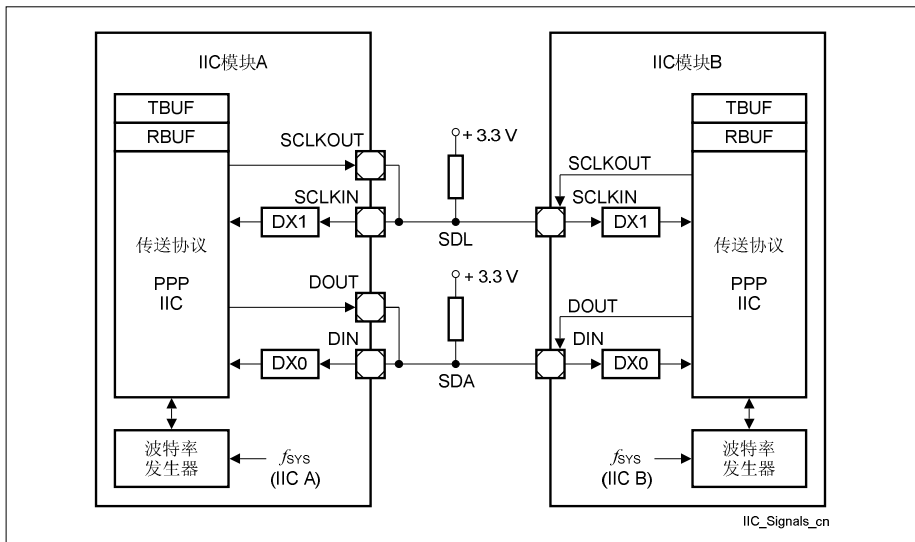 IIC模块A
TBUF
RBUF
传送协议
PPP
IIC
SCLKOUT
SCLKIN
DX1
DOUT
DIN
DX0
波特率
发生器
fSYS
(IIC A)
+ 3.3 V
SDL
+ 3.3 V
SDA
IIC模块B
TBUF
RBUF
SCLKOUT
SCLKIN
DX1
传送协议
PPP
IIC
DOUT
DIN
DX0
fSYS
(IIC B)
波特率
发生器
IIC_Signals_cn